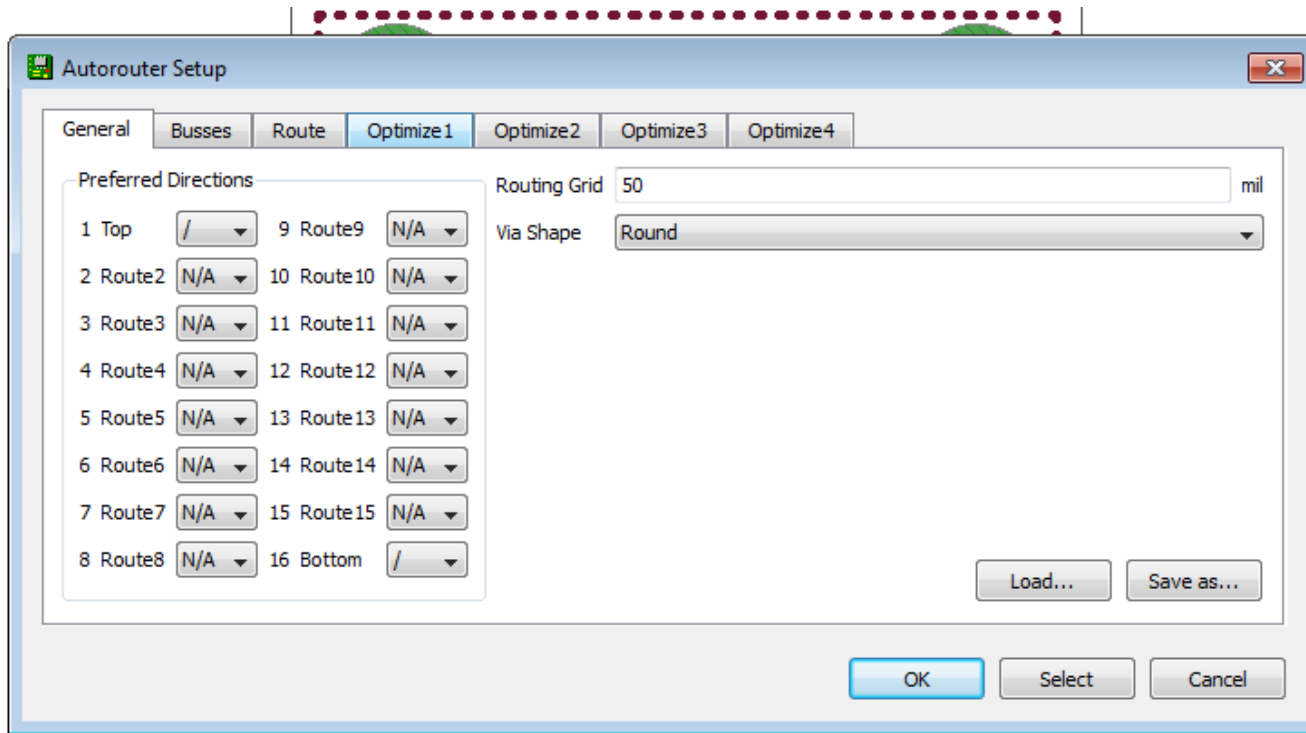 Autorouter Setup
General Busses Route Optimize1 Optimize2 Optimize3 Optimize4
Preferred Directions
Routing Grid 50 mil
1 Top / 9 Route9 N/A
Via Shape Round
2 Route2 N/A 10 Route10 N/A
3 Route3 N/A 11 Route11 N/A
4 Route4 N/A 12 Route12 N/A
5 Route5 N/A 13 Route13 N/A
6 Route6 N/A 14 Route14 N/A
7 Route7 N/A 15 Route15 N/A
8 Route8 N/A 16 Bottom /
Load... Save as...
OK Select Cancel